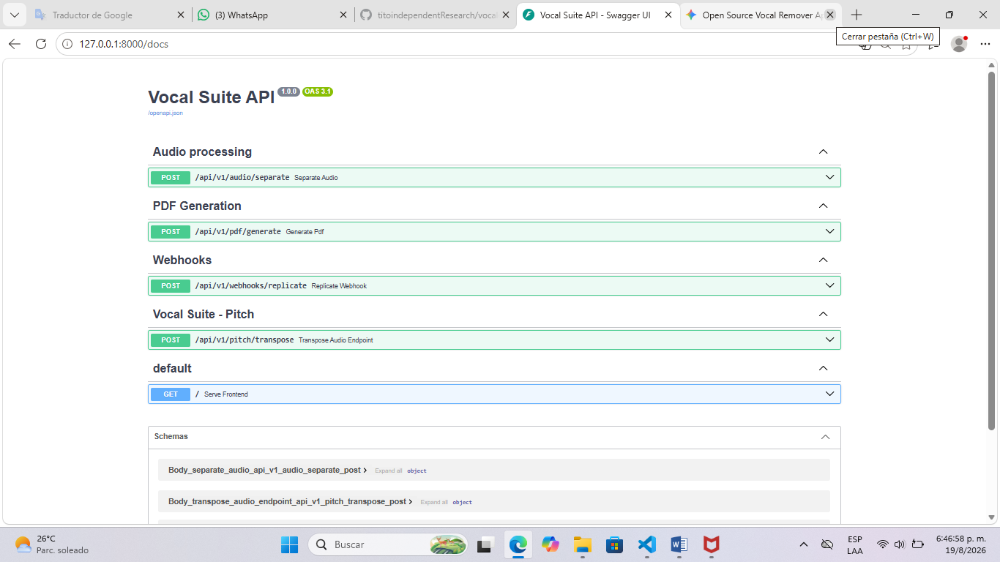 Traductor de Google
(3) WhatsApp
titoindependentResearch/vocal
Vocal Suite API - Swagger UI
Open Source Vocal Remover Ap
Cerrar pestaña (Ctrl+W)
127.0.0.1:8000/docs
Vocal Suite API 1.0.0 OAS 3.1
/openapi.json
Audio processing
POST /api/v1/audio/separate Separate Audio
PDF Generation
POST /api/v1/pdf/generate Generate Pdf
Webhooks
POST /api/v1/webhooks/replicate Replicate Webhook
Vocal Suite - Pitch
POST /api/v1/pitch/transpose Transpose Audio Endpoint
default
GET / Serve Frontend
Schemas
Body_separate_audio_api_v1_audio_separate_post Expand all object
Body_transpose_audio_endpoint_api_v1_pitch_transpose_post Expand all object
26°C
Parc. soleado
Buscar
ESP
LAA
6:46:58 p. m.
19/8/2026